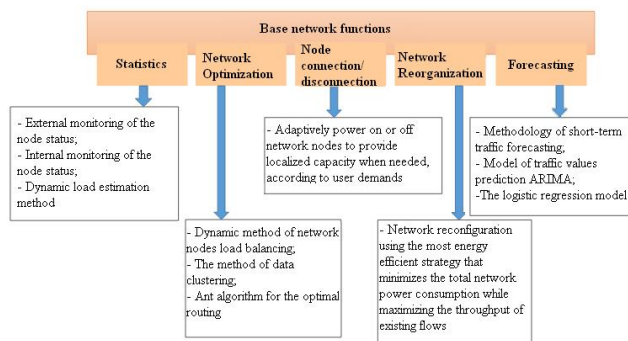 Base network functions
Statistics
Network
Optimization
Node
connection/
disconnection
Network
Reorganization
Forecasting
- External monitoring of the
node status;
- Internal monitoring of the
node status;
- Dynamic load estimation
method
- Dynamic method of network
nodes load balancing;
- The method of data
clustering;
- Ant algorithm for the optimal
routing
- Adaptively power on or off
network nodes to provide
localized capacity when needed,
according to user demands
- Network reconfiguration
using the most energy
efficient strategy that
minimizes the total network
power consumption while
maximizing the throughput of
existing flows
- Methodology of short-term
traffic forecasting;
- Model of traffic values
prediction ARIMA;
-The logistic regression model